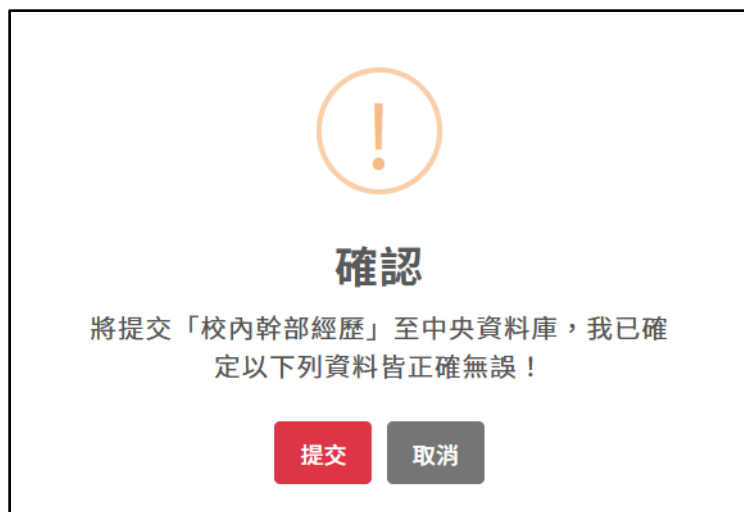 確認
將提交「校內幹部經歷」至中央資料庫，我已確
定以下列資料皆正確無誤！
提交
取消